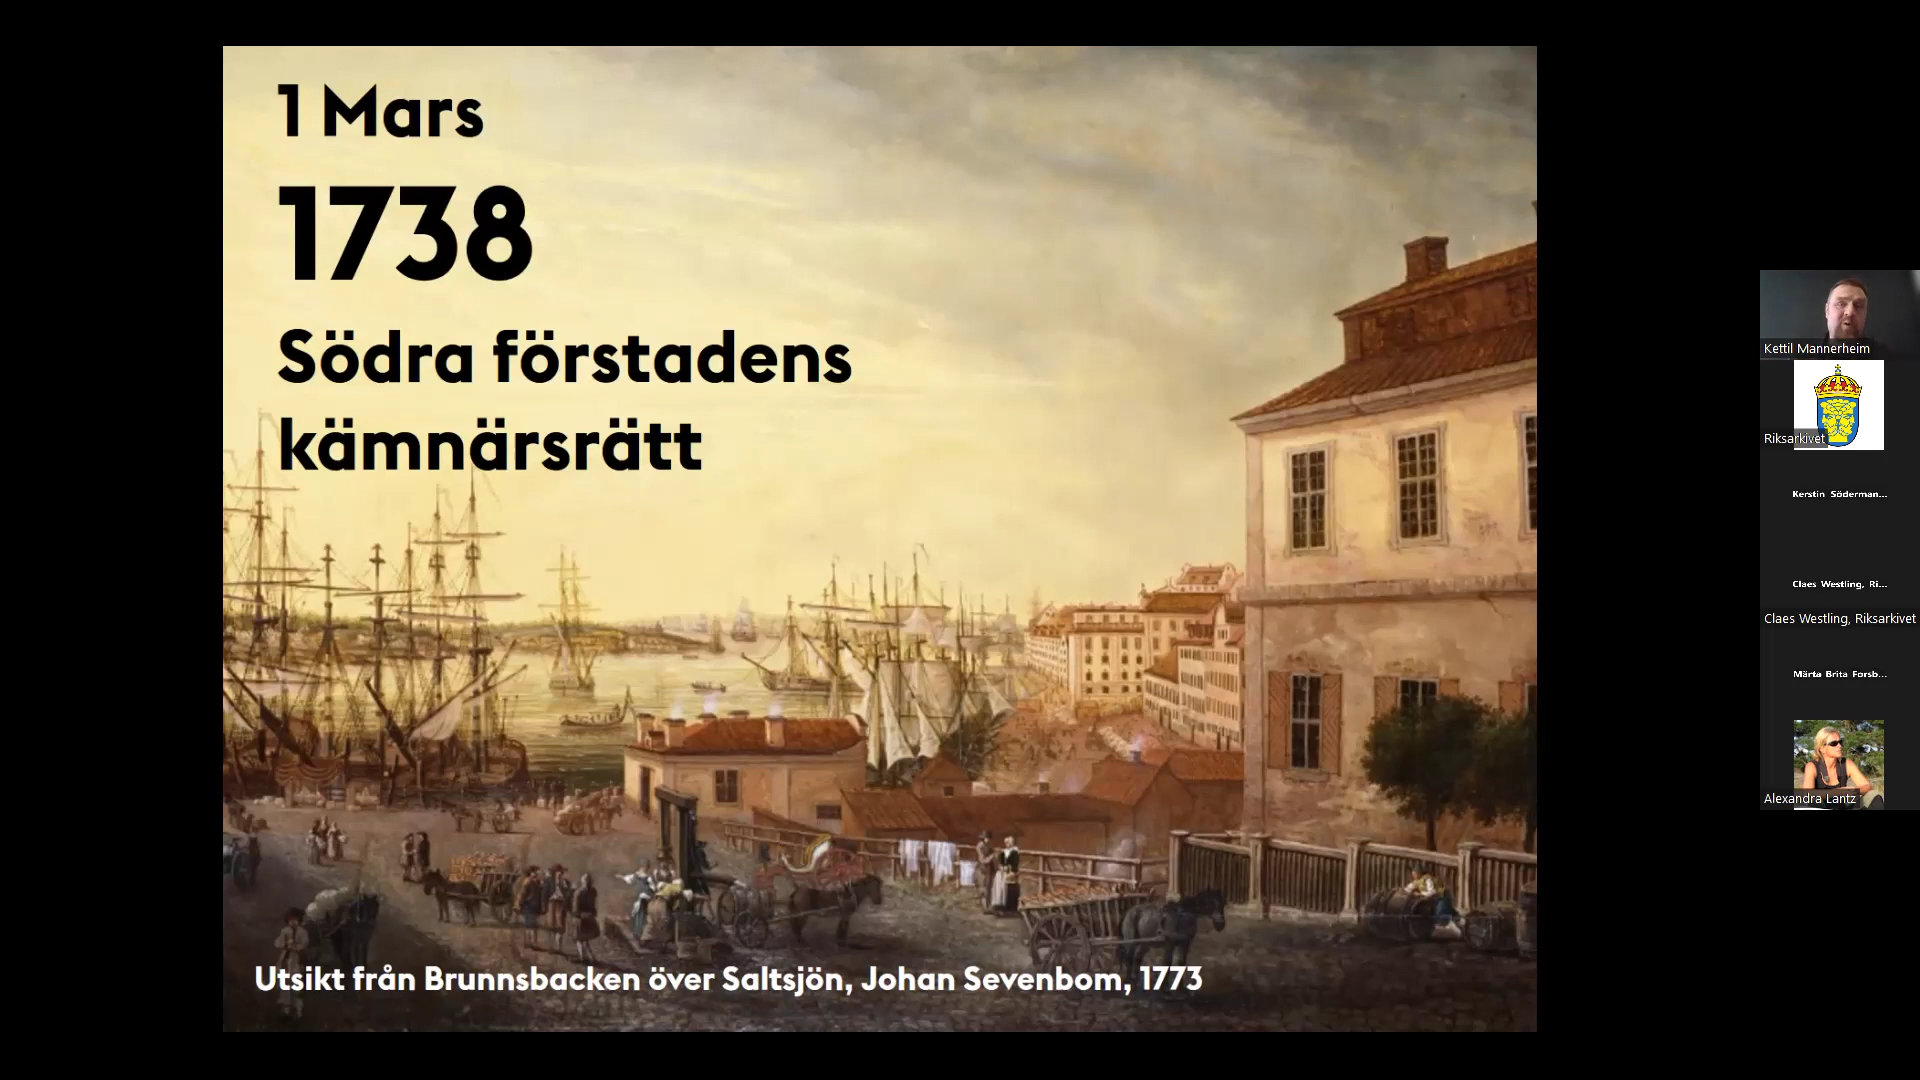 1 Mars
1738
Södra förstadens
kämnärsrätt
Utsikt från Brunnsbacken över Saltsjön, Johan Sevenbom, 1773
Kettil Mannerheim
Riksarkivet
Kerstin Söderman...
Claes Westling, Ri...
Claes Westling, Riksarkivet
Märta Brita Forsb...
Alexandra Lantz